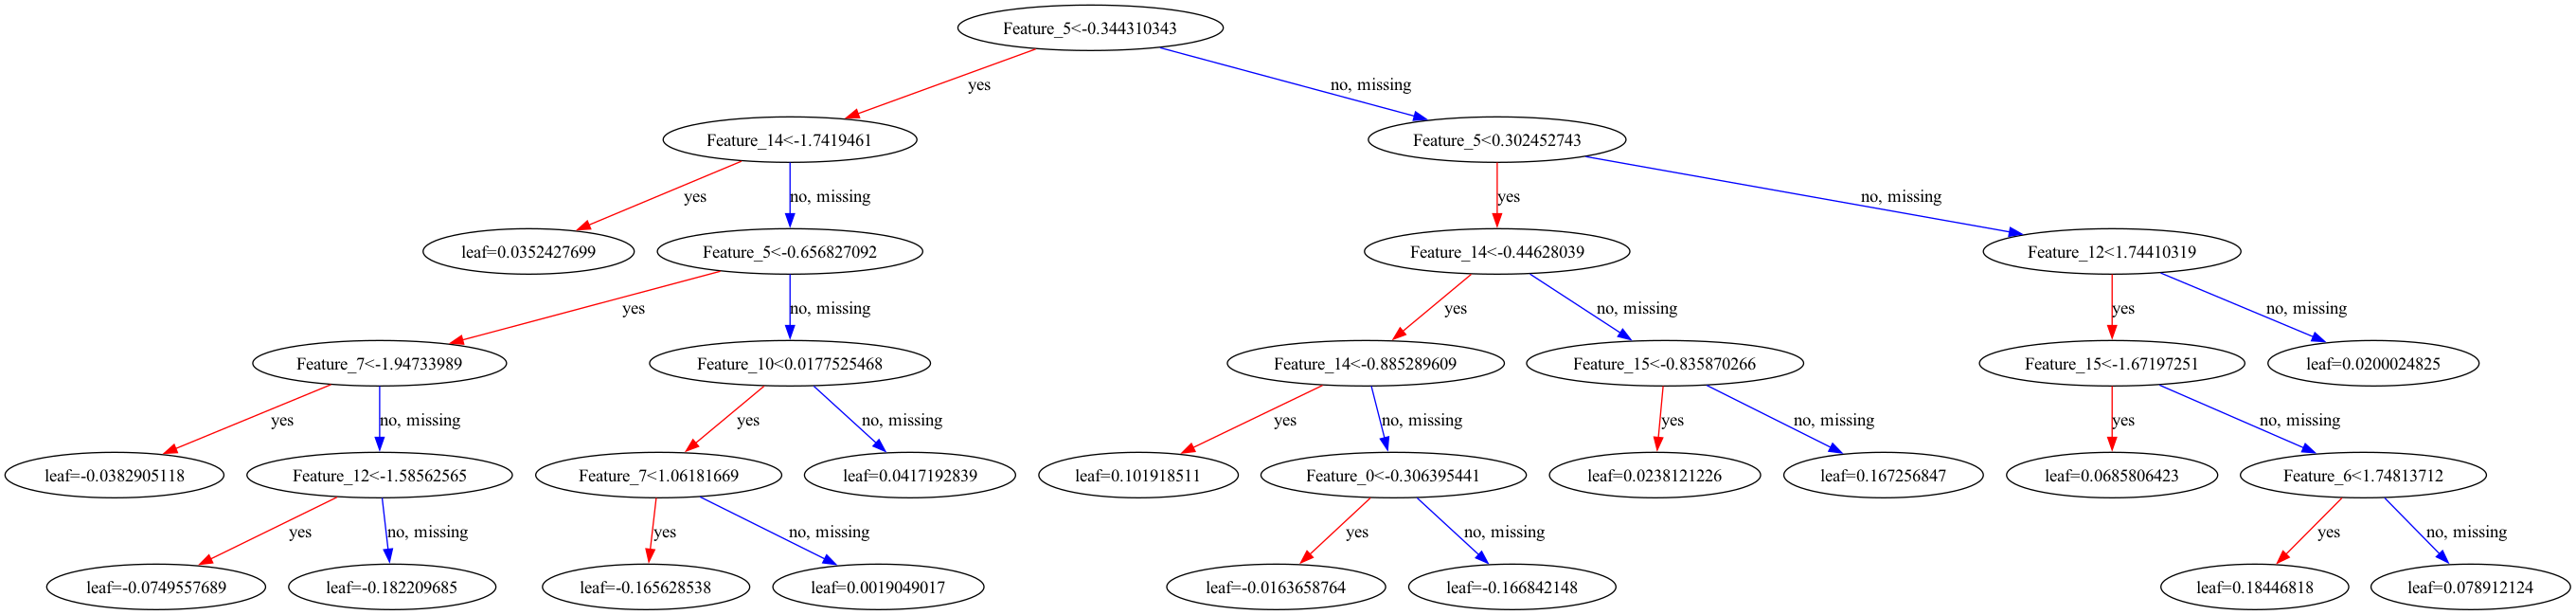 Feature_5<-0.344310343
yes
no, missing
Feature_14<-1.7419461
Feature_5<0.302452743
yes
no, missing
yes
no, missing
leaf=0.0352427699
Feature_5<-0.656827092
Feature_14<-0.44628039
Feature_12<1.74410319
yes
no, missing
yes
no, missing
yes
no, missing
Feature_7<-1.94733989
Feature_10<0.0177525468
Feature_14<-0.885289609
Feature_15<-0.835870266
Feature_15<-1.67197251
leaf=0.0200024825
yes
no, missing
yes
no, missing
yes
no, missing
yes
no, missing
yes
no, missing
leaf=-0.0382905118
Feature_12<-1.58562565
Feature_7<1.06181669
leaf=0.0417192839
leaf=0.101918511
Feature_0<-0.306395441
leaf=0.0238121226
leaf=0.167256847
leaf=0.0685806423
Feature_6<1.74813712
yes
no, missing
yes
no, missing
yes
no, missing
yes
no, missing
leaf=-0.0749557689
leaf=-0.182209685
leaf=-0.165628538
leaf=0.0019049017
leaf=-0.0163658764
leaf=-0.166842148
leaf=0.18446818
leaf=0.078912124